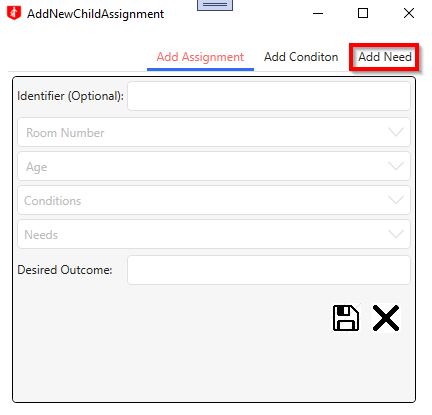 AddNewChildAssignment
Add Assignment Add Conditon Add Need
Identifier (Optional):
Room Number
Age
Conditions
Needs
Desired Outcome: